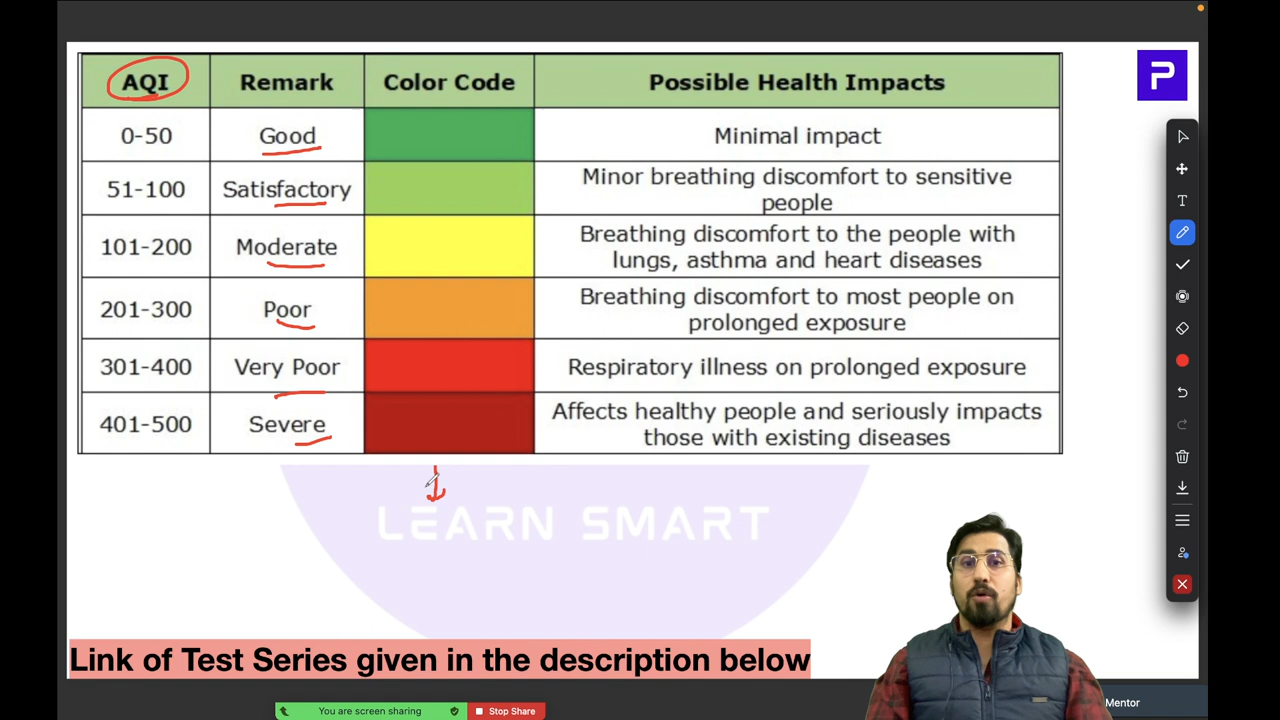 AQI Remark Color Code Possible Health Impacts
0-50 Good Minimal impact
51-100 Satisfactory Minor breathing discomfort to sensitive
people
101-200 Moderate Breathing discomfort to the people with
lungs, asthma and heart diseases
201-300 Poor Breathing discomfort to most people on
prolonged exposure
301-400 Very Poor Respiratory illness on prolonged exposure
401-500 Severe Affects healthy people and seriously impacts
those with existing diseases
P
T
LEARN SMART
Link of Test Series given in the description below
Mentor
You are screen sharing Stop Share